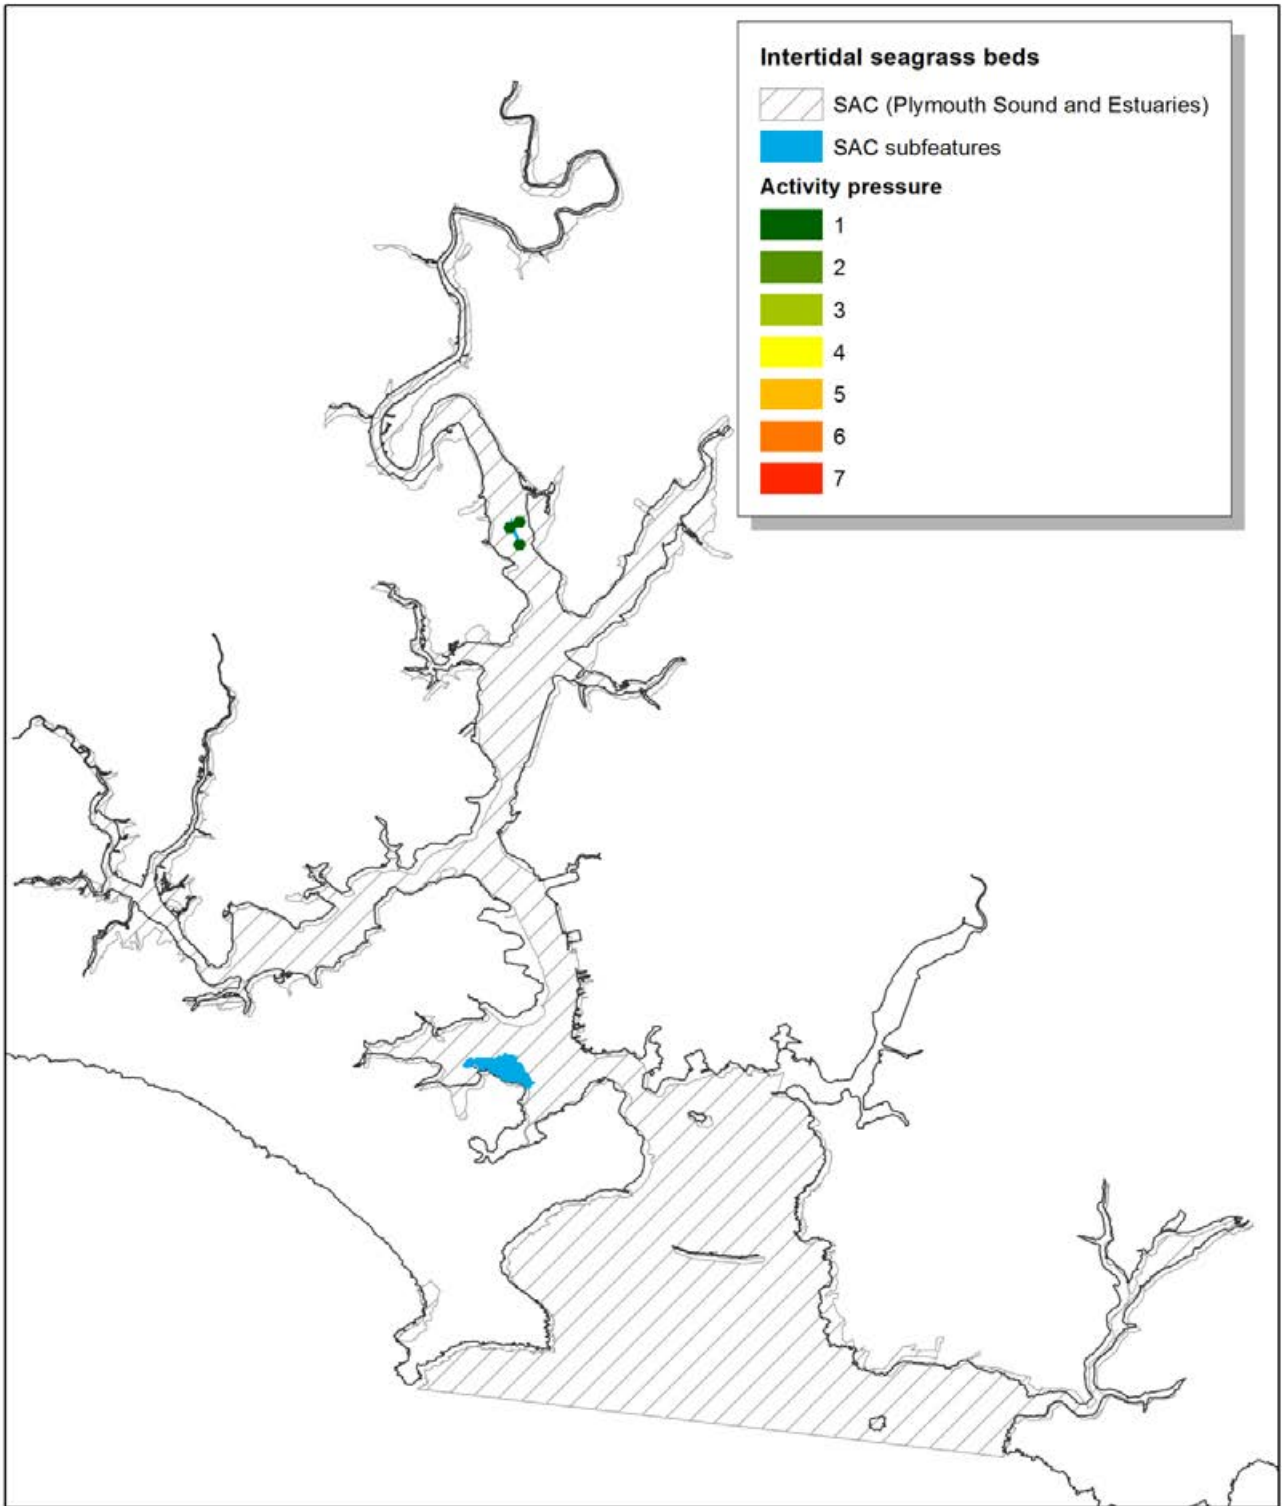 Intertidal seagrass beds
SAC (Plymouth Sound and Estuaries)
SAC subfeatures
Activity pressure
1
2
3
4
5
6
7